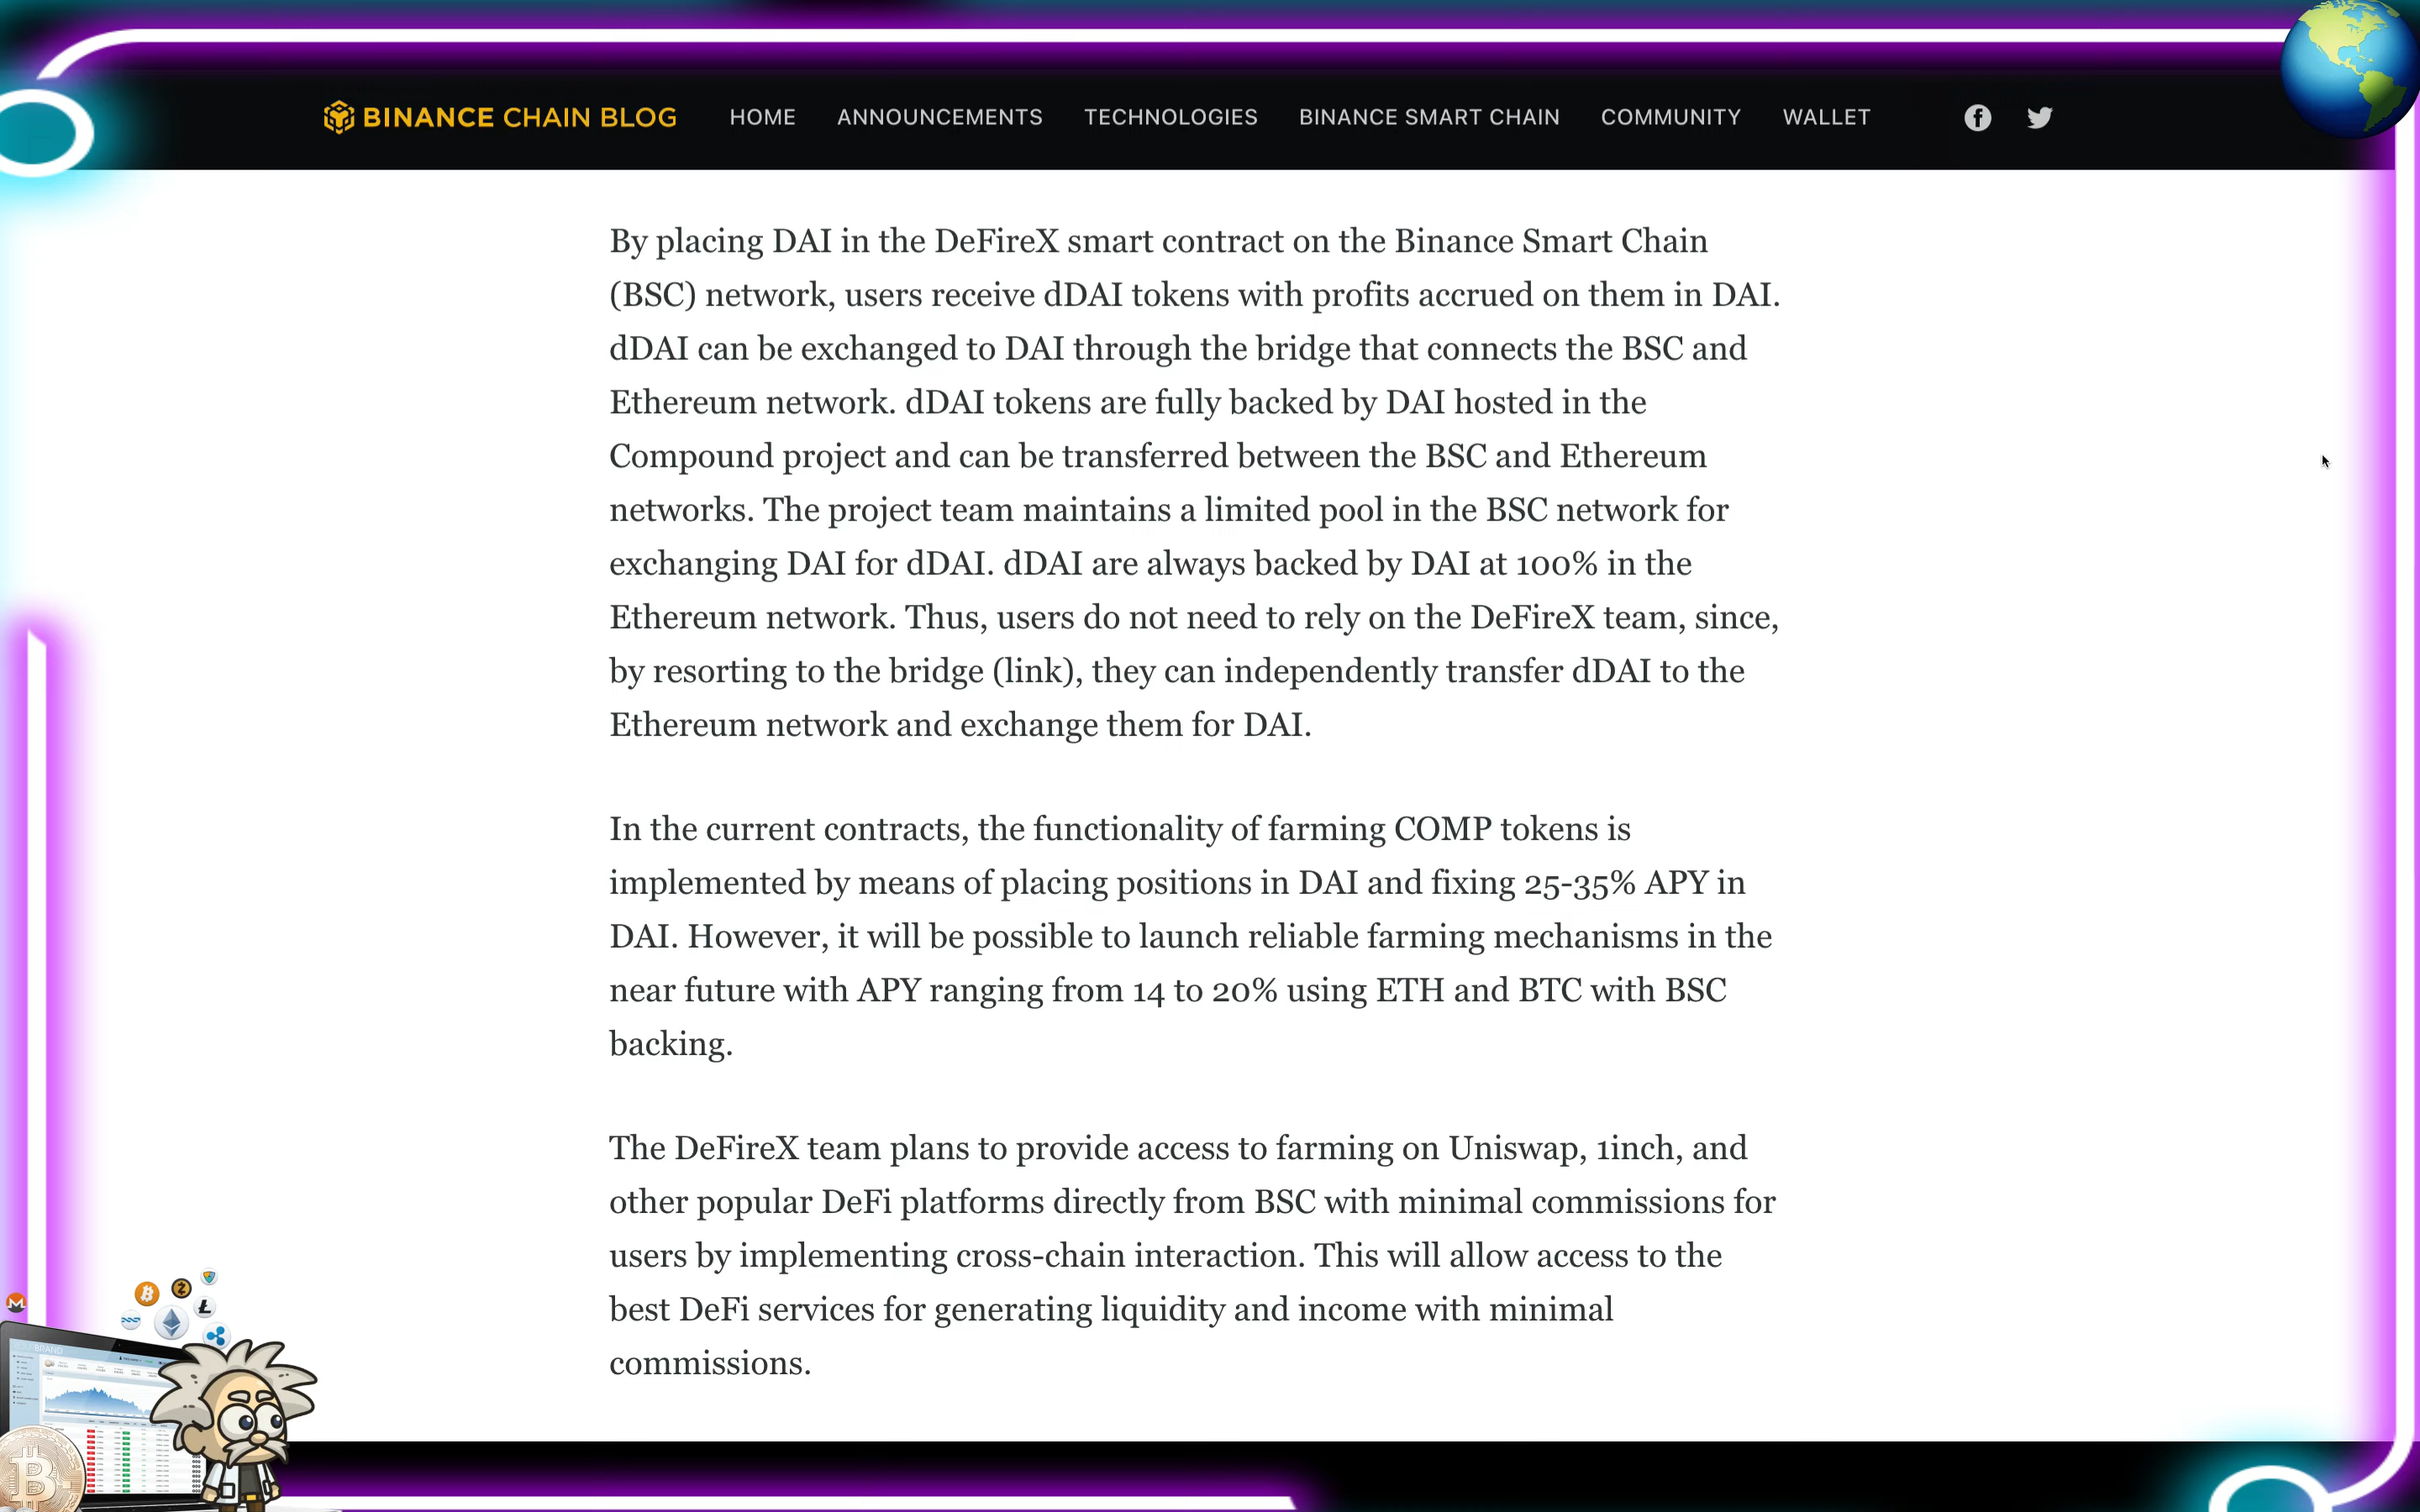 BINANCE CHAIN BLOG HOME ANNOUNCEMENTS TECHNOLOGIES BINANCE SMART CHAIN COMMUNITY WALLET
By placing DAI in the DeFireX smart contract on the Binance Smart Chain
(BSC) network, users receive dDAI tokens with profits accrued on them in DAI.
dDAI can be exchanged to DAI through the bridge that connects the BSC and
Ethereum network. dDAI tokens are fully backed by DAI hosted in the
Compound project and can be transferred between the BSC and Ethereum
networks. The project team maintains a limited pool in the BSC network for
exchanging DAI for dDAI. dDAI are always backed by DAI at 100% in the
Ethereum network. Thus, users do not need to rely on the DeFireX team, since,
by resorting to the bridge (link), they can independently transfer dDAI to the
Ethereum network and exchange them for DAI.
In the current contracts, the functionality of farming COMP tokens is
implemented by means of placing positions in DAI and fixing 25-35% APY in
DAI. However, it will be possible to launch reliable farming mechanisms in the
near future with APY ranging from 14 to 20% using ETH and BTC with BSC
backing.
The DeFireX team plans to provide access to farming on Uniswap, 1inch, and
other popular DeFi platforms directly from BSC with minimal commissions for
users by implementing cross-chain interaction. This will allow access to the
best DeFi services for generating liquidity and income with minimal
commissions.